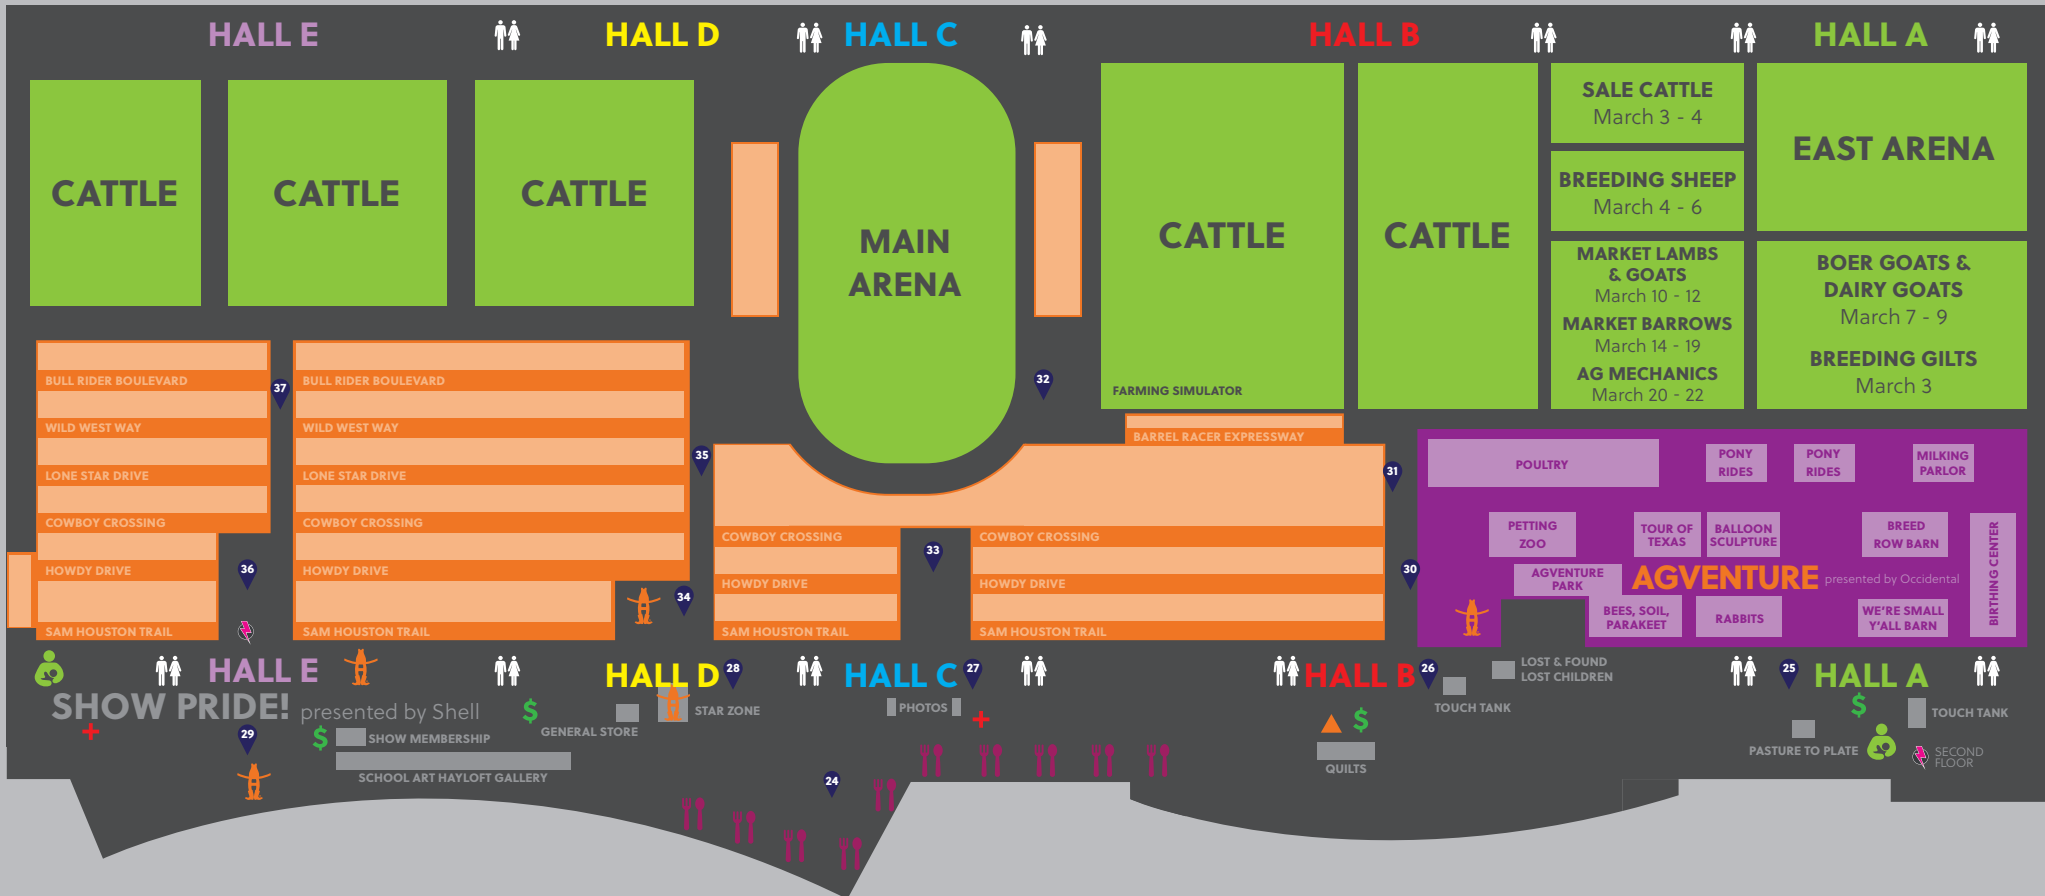 HALL E
HALL D
HALL C
HALL B
HALL A
CATTLE
CATTLE
CATTLE
MAIN
ARENA
CATTLE
FARMING SIMULATOR
CATTLE
SALE CATTLE
March 3 - 4
BREEDING SHEEP
March 4 - 6
MARKET LAMBS
& GOATS
March 10 - 12
MARKET BARROWS
March 14 - 19
AG MECHANICS
March 20 - 22
EAST ARENA
BOER GOATS &
DAIRY GOATS
March 7 - 9
BREEDING GILTS
March 3
BULL RIDER BOULEVARD
WILD WEST WAY
LONE STAR DRIVE
COWBOY CROSSING
HOWDY DRIVE
SAM HOUSTON TRAIL
37
36
BULL RIDER BOULEVARD
WILD WEST WAY
LONE STAR DRIVE
COWBOY CROSSING
HOWDY DRIVE
SAM HOUSTON TRAIL
35
34
32
BARREL RACER EXPRESSWAY
COWBOY CROSSING
HOWDY DRIVE
SAM HOUSTON TRAIL
33
COWBOY CROSSING
HOWDY DRIVE
SAM HOUSTON TRAIL
31
30
POULTRY
PONY
RIDES
PONY
RIDES
MILKING
PARLOR
PETTING
ZOO
TOUR OF
TEXAS
BALLOON
SCULPTURE
BREED
ROW BARN
BIRTHING CENTER
AGVENTURE
PARK
AGVENTURE presented by Occidental
BEES, SOIL,
PARAKEET
RABBITS
WE'RE SMALL
Y'ALL BARN
HALL E
HALL D
28
HALL C
27
HALL B
26
LOST & FOUND
LOST CHILDREN
25
HALL A
SHOW PRIDE! presented by Shell
29
SHOW MEMBERSHIP
SCHOOL ART HAYLOFT GALLERY
$
$
GENERAL STORE
STAR ZONE
PHOTOS
24
TOUCH TANK
$
QUILTS
$
TOUCH TANK
PASTURE TO PLATE
SECOND
FLOOR